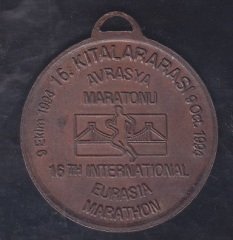 16. KITALARARASI
AVRASYA
MARATONU
9 Ekim 1994
9 Oct. 1994
16TH INTERNATIONAL
EURASIA
MARATHON